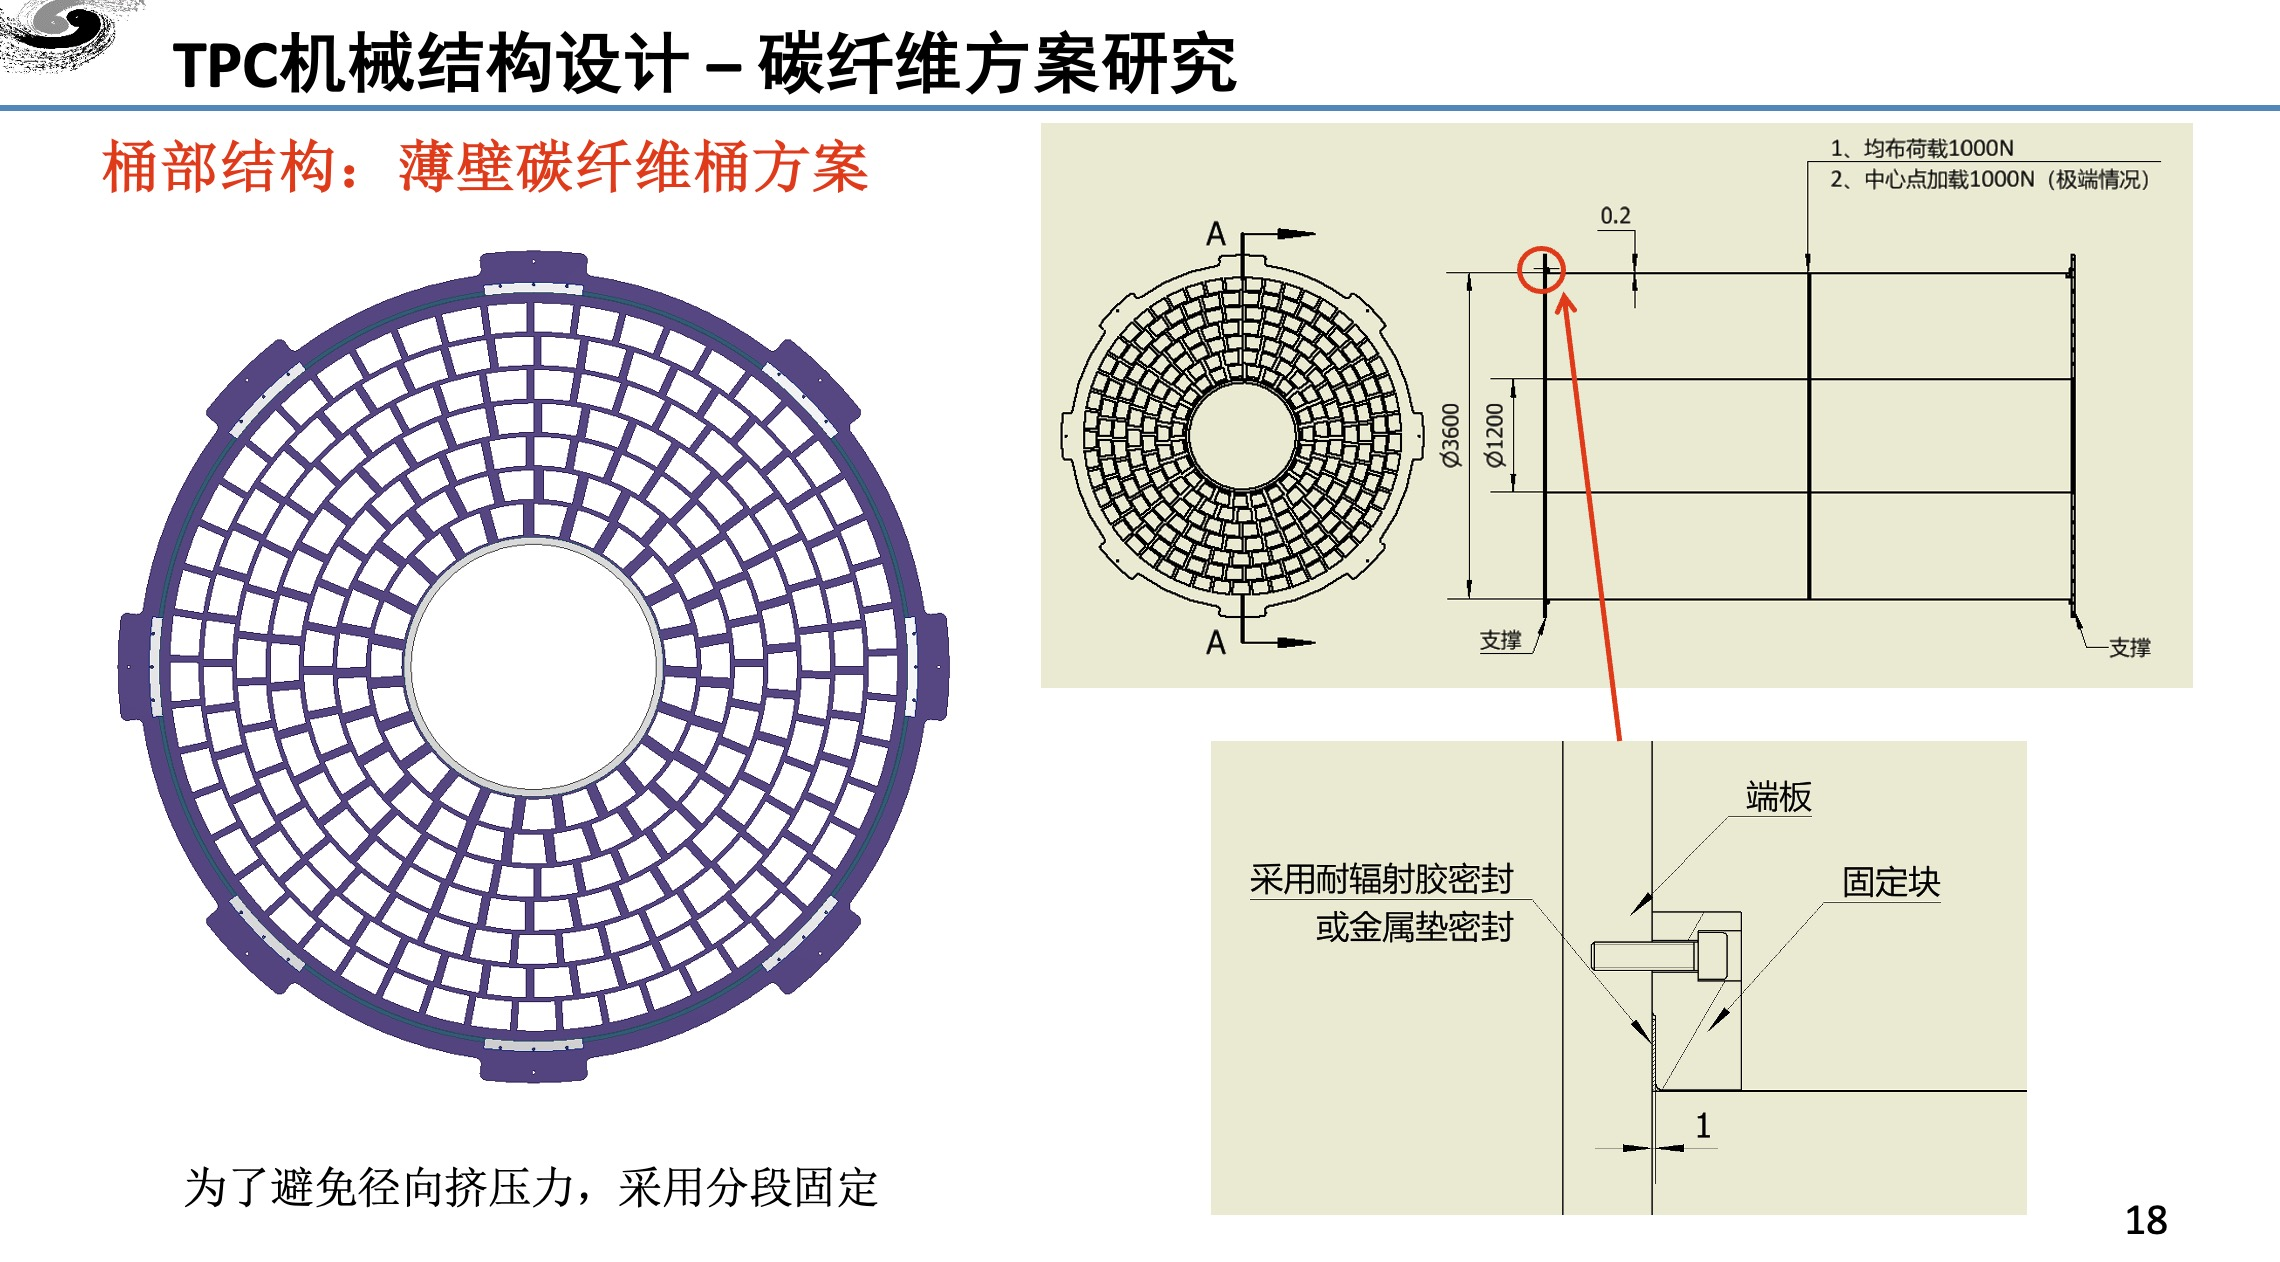 TPC机械结构设计 – 碳纤维方案研究
桶部结构：薄壁碳纤维桶方案
1、均布荷载1000N
2、中心点加载1000N（极端情况）
0.2
A
A
Ø3600
Ø1200
支撑
支撑
端板
采用耐辐射胶密封
或金属垫密封
固定块
1
为了避免径向挤压力，采用分段固定
18